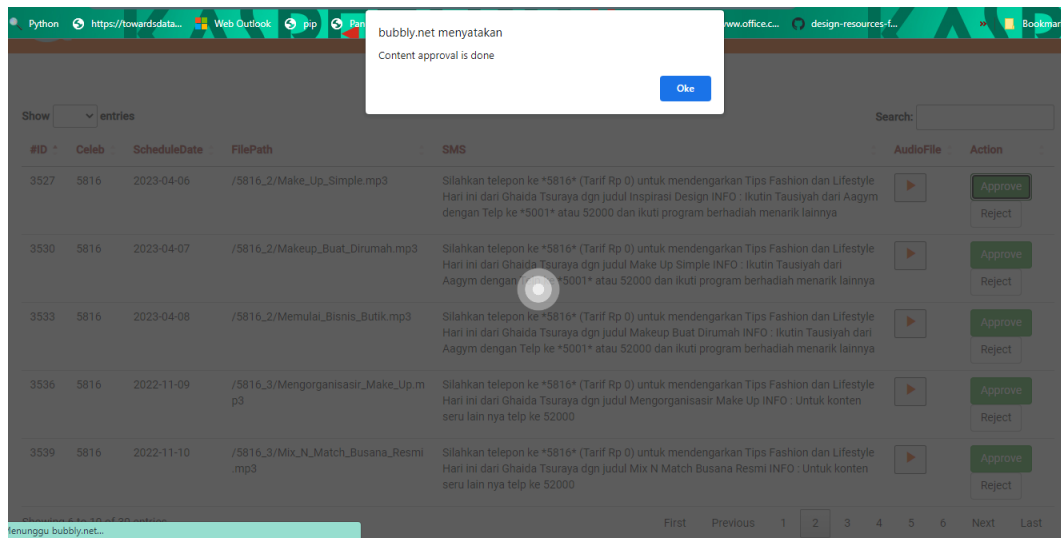 Python https://towardsdata... Web Outlook pip Pan www.office.c... design-resources-f... » Bookmar
bubbly.net menyatakan
Content approval is done
Oke
Show entries Search:
#ID Celeb ScheduleDate FilePath SMS AudioFile Action
3527 5816 2023-04-06 /5816_2/Make_Up_Simple.mp3 Silahkan telepon ke *5816* (Tarif Rp 0) untuk mendengarkan Tips Fashion dan Lifestyle Approve
Hari ini dari Ghaida Tsuraya dgn judul Inspirasi Design INFO : Ikutin Tausiyah dari Aagym
dengan Telp ke *5001* atau 52000 dan ikuti program berhadiah menarik lainnya Reject
3530 5816 2023-04-07 /5816_2/Makeup_Buat_Dirumah.mp3 Silahkan telepon ke *5816* (Tarif Rp 0) untuk mendengarkan Tips Fashion dan Lifestyle Approve
Hari ini dari Ghaida Tsuraya dgn judul Make Up SImple INFO : Ikutin Tausiyah dari
Aagym dengan Telp ke *5001* atau 52000 dan ikuti program berhadiah menarik lainnya Reject
3533 5816 2023-04-08 /5816_2/Memulai_Bisnis_Butik.mp3 Silahkan telepon ke *5816* (Tarif Rp 0) untuk mendengarkan Tips Fashion dan Lifestyle Approve
Hari ini dari Ghaida Tsuraya dgn judul Makeup Buat Dirumah INFO : Ikutin Tausiyah dari
Aagym dengan Telp ke *5001* atau 52000 dan ikuti program berhadiah menarik lainnya Reject
3536 5816 2022-11-09 /5816_3/Mengorganisasir_Make_Up.m Silahkan telepon ke *5816* (Tarif Rp 0) untuk mendengarkan Tips Fashion dan Lifestyle Approve
p3 Hari ini dari Ghaida Tsuraya dgn judul Mengorganisasir Make Up INFO : Untuk konten
seru lain nya telp ke 52000 Reject
3539 5816 2022-11-10 /5816_3/Mix_N_Match_Busana_Resmi Silahkan telepon ke *5816* (Tarif Rp 0) untuk mendengarkan Tips Fashion dan Lifestyle Approve
.mp3 Hari ini dari Ghaida Tsuraya dgn judul Mix N Match Busana Resmi INFO : Untuk konten
seru lain nya telp ke 52000 Reject
Showing 6 to 10 of 30 entries First Previous 1 2 3 4 5 6 Next Last
Menunggu bubbly.net...